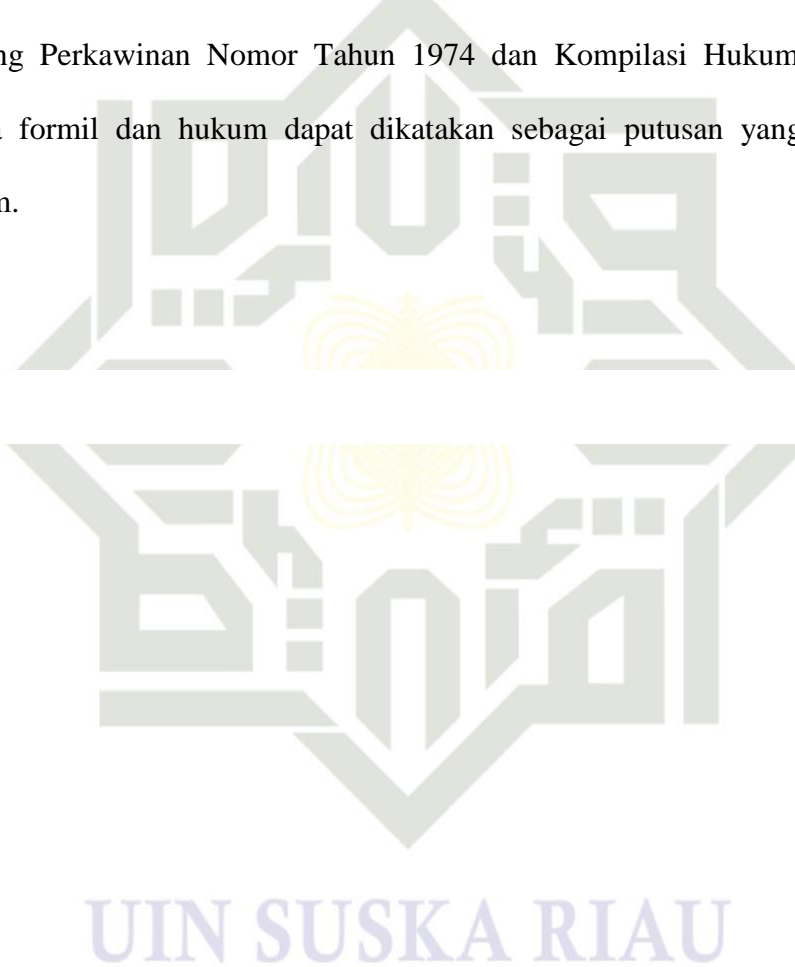 ng Perkawinan Nomor Tahun 1974 dan Kompilasi Hukum
formil dan hukum dapat dikatakan sebagai putusan yang
m.
UIN SUSKA RIAU